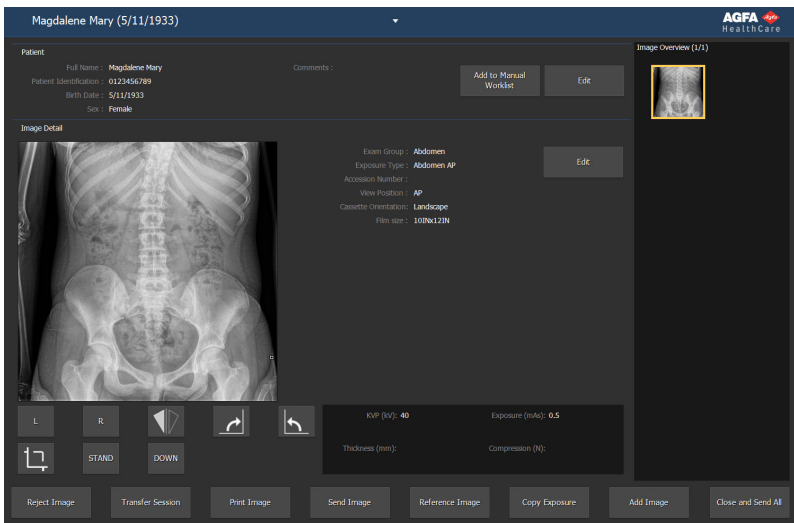 Magdalene Mary (5/11/1933)
AGFA Agfa
HealthCare
Patient
Full Name : Magdalene Mary
Patient Identification : 0123456789
Birth Date : 5/11/1933
Sex : Female
Comments :
Add to Manual
Worklist
Edit
Image Overview (1/1)
Image Detail
Exam Group : Abdomen
Exposure Type : Abdomen AP
Accession Number :
View Position : AP
Cassette Orientation: Landscape
Film size : 10INx12IN
Edit
L
R
STAND
DOWN
KVP (kV): 40
Exposure (mAs): 0.5
Thickness (mm):
Compression (N):
Reject Image
Transfer Session
Print Image
Send Image
Reference Image
Copy Exposure
Add Image
Close and Send All